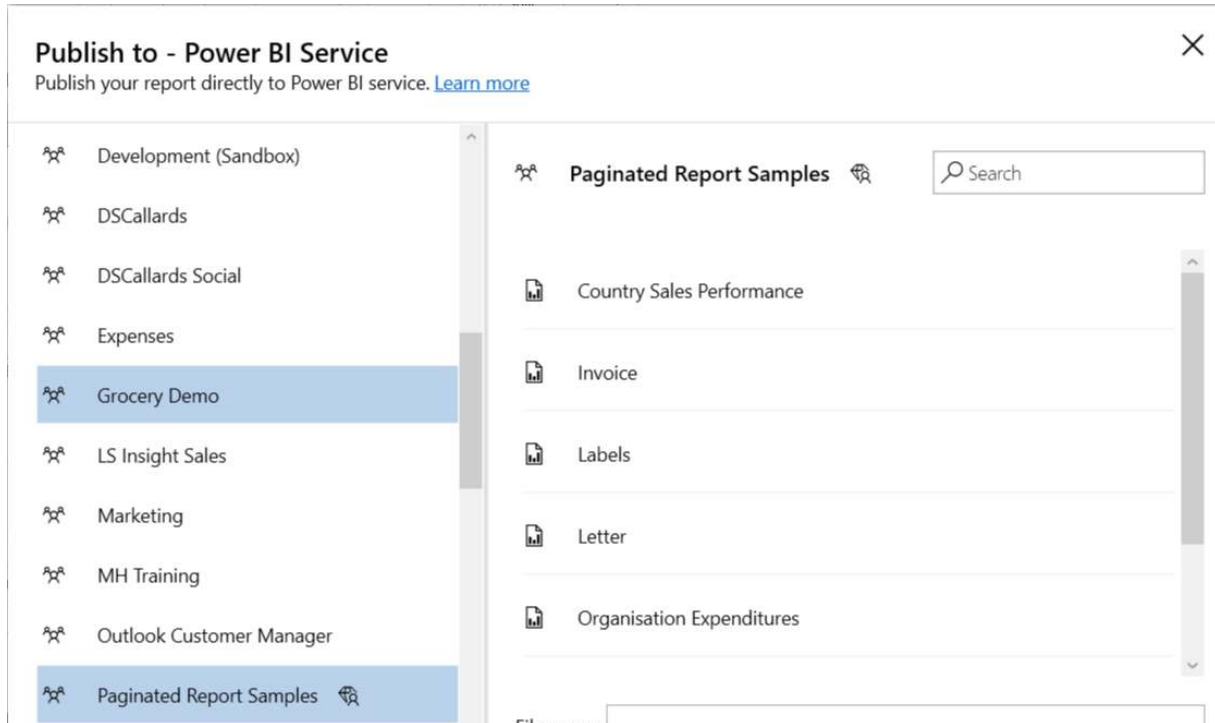 Publish to - Power BI Service
Publish your report directly to Power BI service. Learn more
Development (Sandbox)
DSCallards
DSCallards Social
Expenses
Grocery Demo
LS Insight Sales
Marketing
MH Training
Outlook Customer Manager
Paginated Report Samples
Paginated Report Samples
Search
Country Sales Performance
Invoice
Labels
Letter
Organisation Expenditures